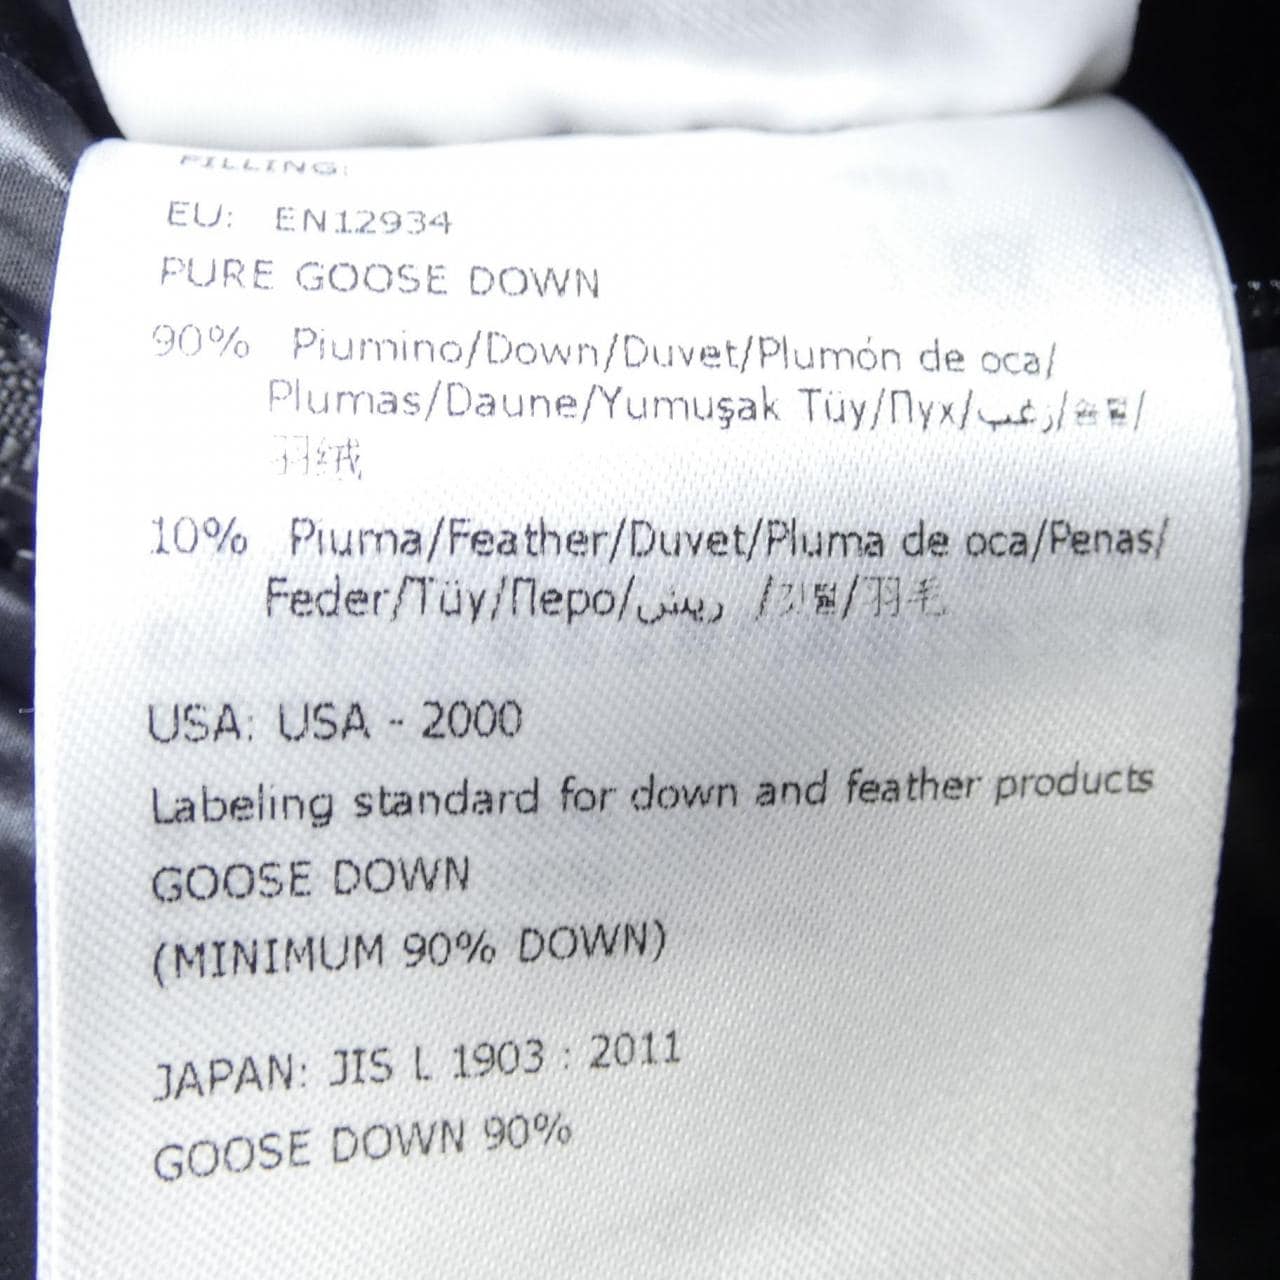 FILLING:
EU: EN12934
PURE GOOSE DOWN
90% Piumino/Down/Duvet/Plumón de oca/
Plumas/Daune/Yumuşak Tüy/Пух/زغب/솜털/
羽绒
10% Piuma/Feather/Duvet/Pluma de oca/Penas/
Feder/Tüy/Перо/ريش /깃털/羽毛
USA: USA - 2000
Labeling standard for down and feather products
GOOSE DOWN
(MINIMUM 90% DOWN)
JAPAN: JIS L 1903 : 2011
GOOSE DOWN 90%